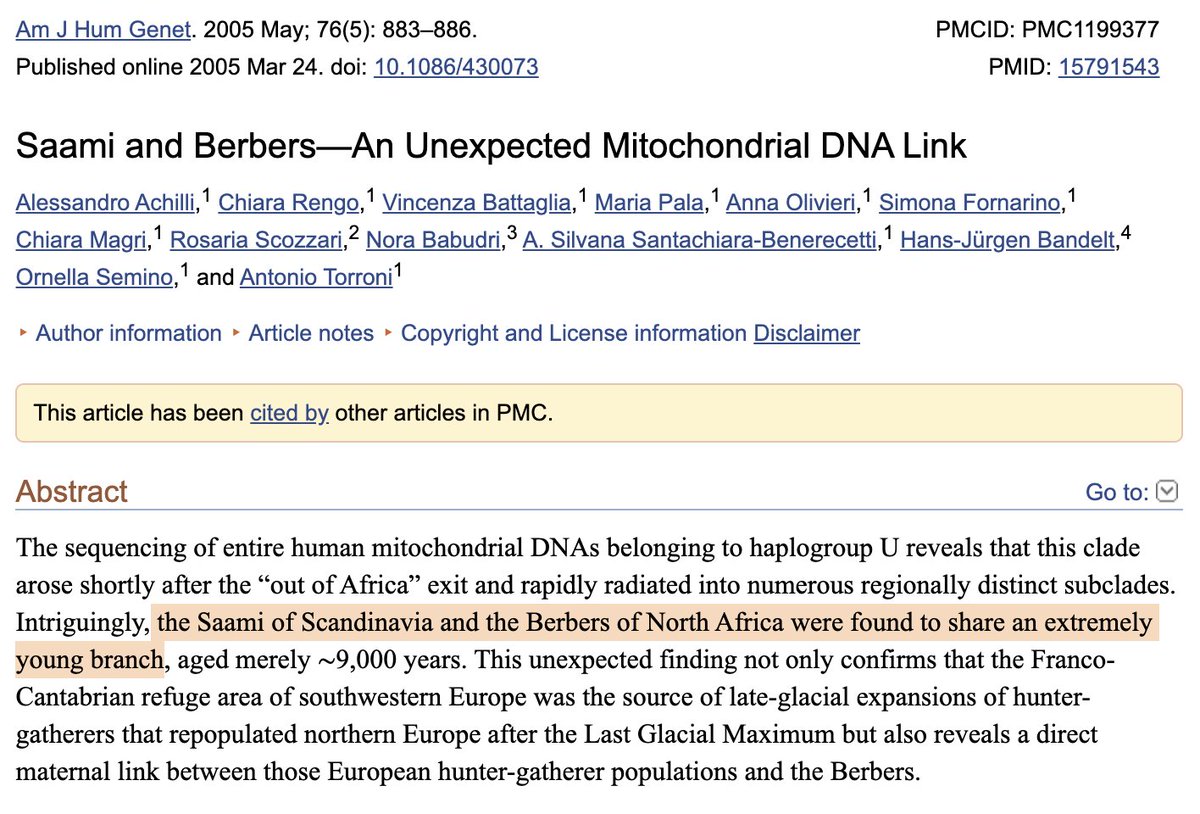 Am J Hum Genet. 2005 May; 76(5): 883–886. PMCID: PMC1199377
Published online 2005 Mar 24. doi: 10.1086/430073 PMID: 15791543
Saami and Berbers—An Unexpected Mitochondrial DNA Link
Alessandro Achilli,1 Chiara Rengo,1 Vincenza Battaglia,1 Maria Pala,1 Anna Olivieri,1 Simona Fornarino,1
Chiara Magri,1 Rosaria Scozzari,2 Nora Babudri,3 A. Silvana Santachiara-Benerecetti,1 Hans-Jürgen Bandelt,4
Ornella Semino,1 and Antonio Torroni1
▸ Author information ▸ Article notes ▸ Copyright and License information Disclaimer
This article has been cited by other articles in PMC.
Abstract Go to:
The sequencing of entire human mitochondrial DNAs belonging to haplogroup U reveals that this clade
arose shortly after the “out of Africa” exit and rapidly radiated into numerous regionally distinct subclades.
Intriguingly, the Saami of Scandinavia and the Berbers of North Africa were found to share an extremely
young branch, aged merely ~9,000 years. This unexpected finding not only confirms that the Franco-
Cantabrian refuge area of southwestern Europe was the source of late-glacial expansions of hunter-
gatherers that repopulated northern Europe after the Last Glacial Maximum but also reveals a direct
maternal link between those European hunter-gatherer populations and the Berbers.